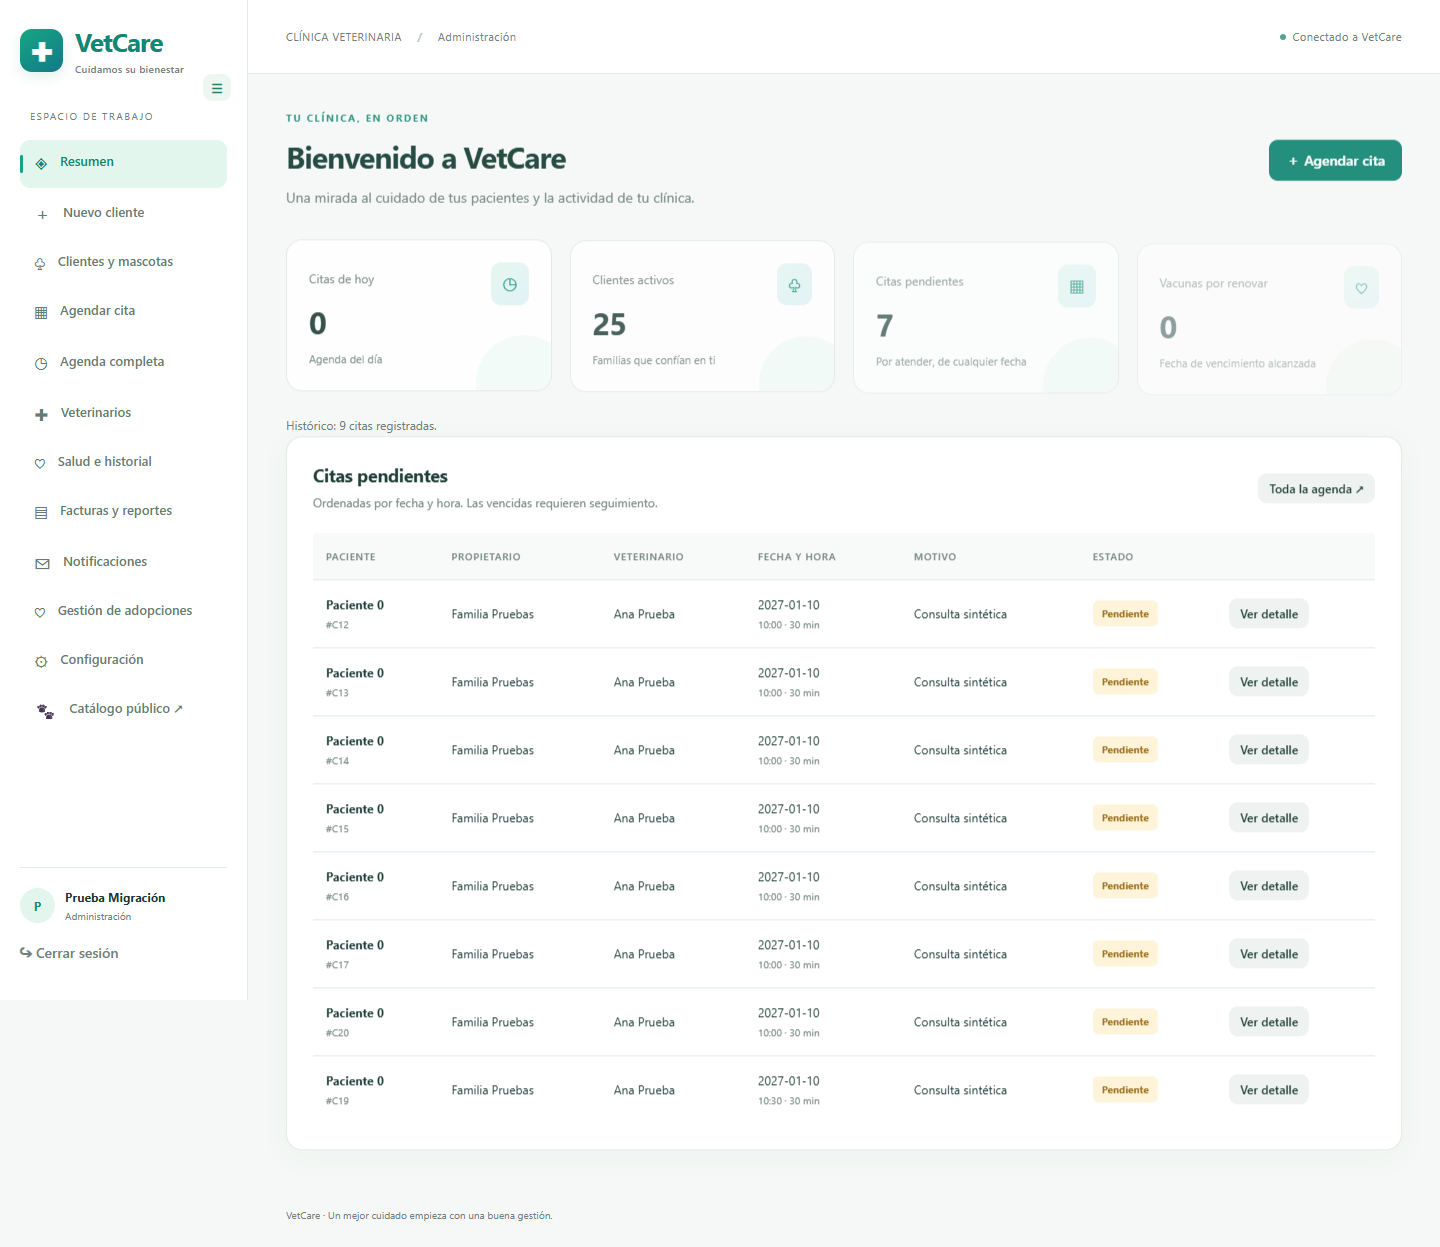 VetCare
Cuidamos su bienestar
ESPACIO DE TRABAJO
Resumen
Nuevo cliente
Clientes y mascotas
Agendar cita
Agenda completa
Veterinarios
Salud e historial
Facturas y reportes
Notificaciones
Gestión de adopciones
Configuración
Catálogo público ↗
P
Prueba Migración
Administración
↪ Cerrar sesión
CLÍNICA VETERINARIA / Administración
Conectado a VetCare
TU CLÍNICA, EN ORDEN
Bienvenido a VetCare
Una mirada al cuidado de tus pacientes y la actividad de tu clínica.
+ Agendar cita
Citas de hoy
0
Agenda del día
Clientes activos
25
Familias que confían en ti
Citas pendientes
7
Por atender, de cualquier fecha
Vacunas por renovar
0
Fecha de vencimiento alcanzada
Histórico: 9 citas registradas.
Citas pendientes
Ordenadas por fecha y hora. Las vencidas requieren seguimiento.
Toda la agenda ↗
PACIENTE PROPIETARIO VETERINARIO FECHA Y HORA MOTIVO ESTADO
Paciente 0 Familia Pruebas Ana Prueba 2027-01-10 Consulta sintética Pendiente Ver detalle
#C12 10:00 · 30 min
Paciente 0 Familia Pruebas Ana Prueba 2027-01-10 Consulta sintética Pendiente Ver detalle
#C13 10:00 · 30 min
Paciente 0 Familia Pruebas Ana Prueba 2027-01-10 Consulta sintética Pendiente Ver detalle
#C14 10:00 · 30 min
Paciente 0 Familia Pruebas Ana Prueba 2027-01-10 Consulta sintética Pendiente Ver detalle
#C15 10:00 · 30 min
Paciente 0 Familia Pruebas Ana Prueba 2027-01-10 Consulta sintética Pendiente Ver detalle
#C16 10:00 · 30 min
Paciente 0 Familia Pruebas Ana Prueba 2027-01-10 Consulta sintética Pendiente Ver detalle
#C17 10:00 · 30 min
Paciente 0 Familia Pruebas Ana Prueba 2027-01-10 Consulta sintética Pendiente Ver detalle
#C20 10:00 · 30 min
Paciente 0 Familia Pruebas Ana Prueba 2027-01-10 Consulta sintética Pendiente Ver detalle
#C19 10:30 · 30 min
VetCare · Un mejor cuidado empieza con una buena gestión.